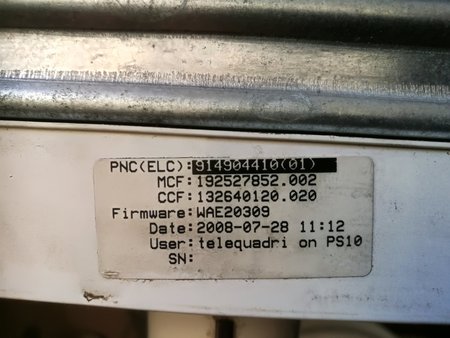 PNC(ELC):914904410(01)
MCF:192527852.002
CCF:132640120.020
Firmware:WAE20309
Date:2008-07-28 11:12
User:telequadri on PS10
SN: